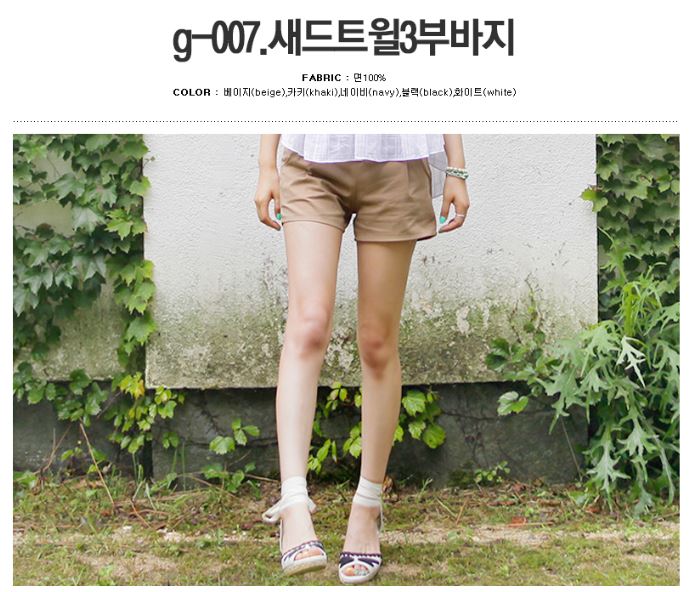 g-007.새드트윌3부바지
FABRIC : 면100%
COLOR : 베이지(beige),카키(khaki),네이비(navy),블랙(black),화이트(white)